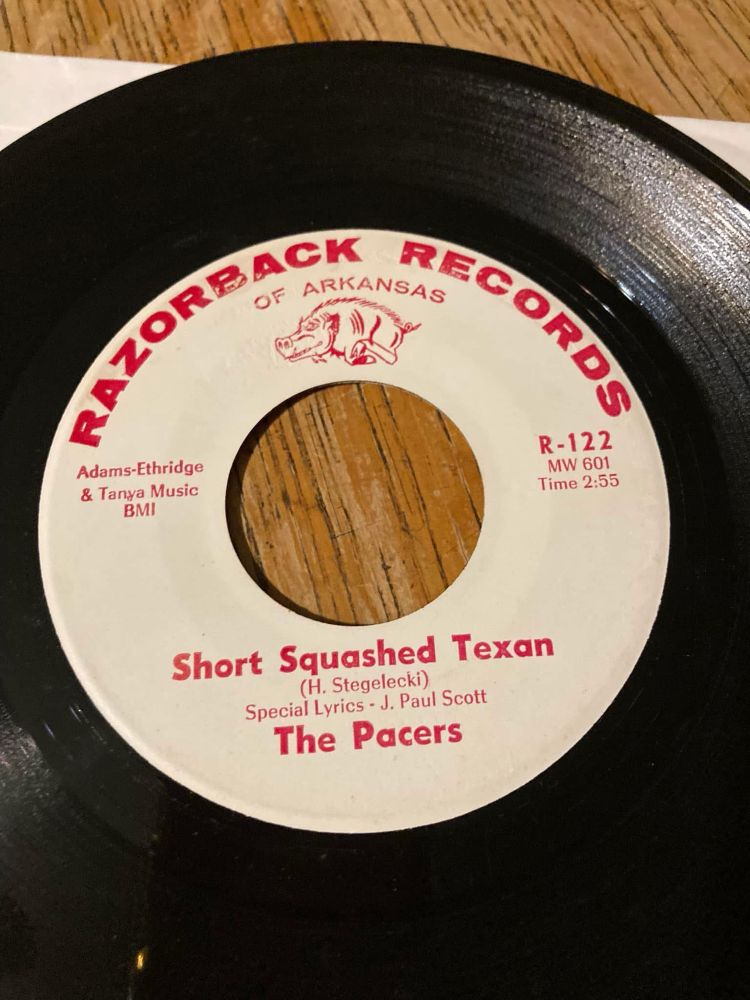 RAZORBACK RECORDS
OF ARKANSAS
Adams-Ethridge
& Tanya Music
BMI
R-122
MW 601
Time 2:55
Short Squashed Texan
(H. Stegelecki)
Special Lyrics - J. Paul Scott
The Pacers